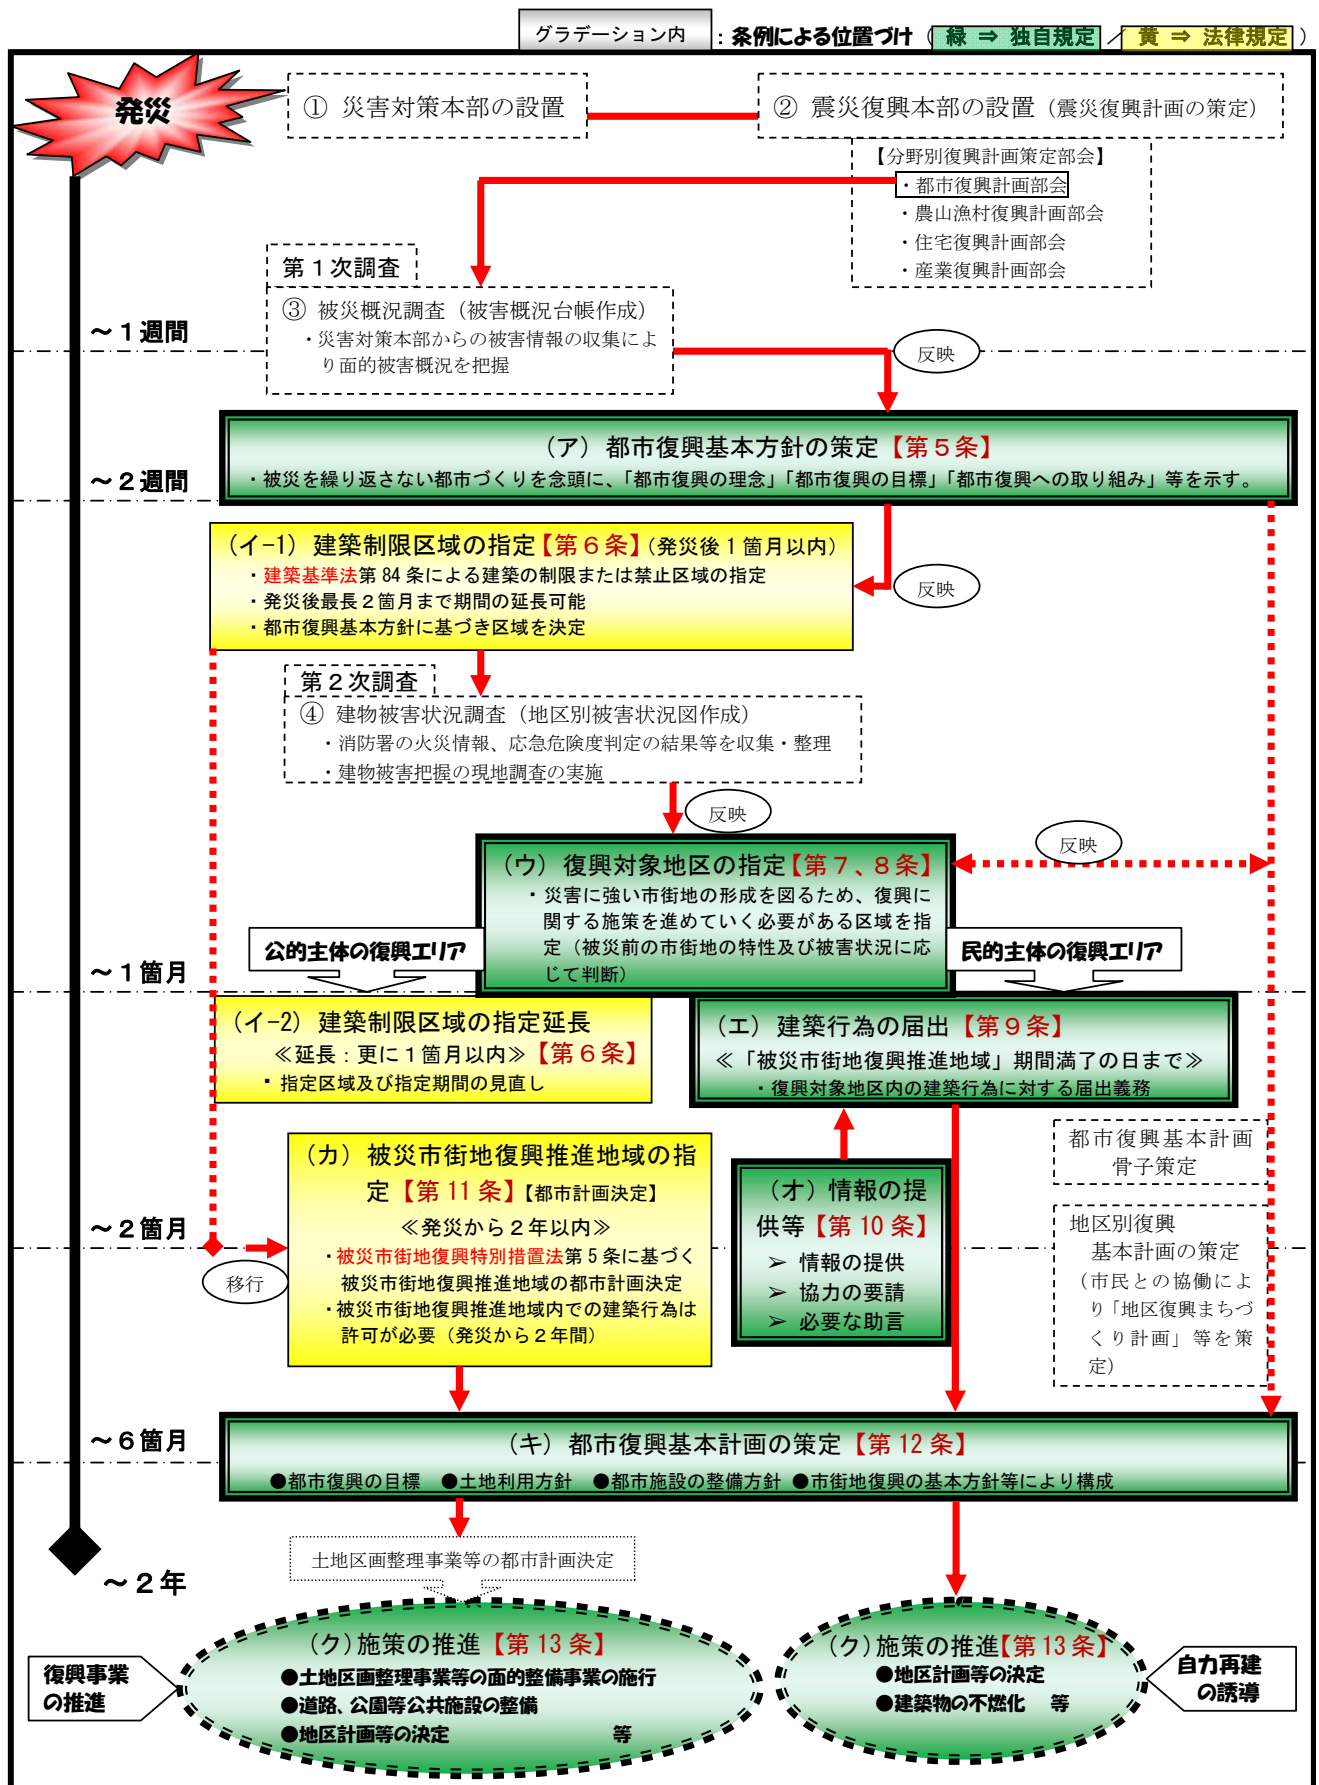 グラデーション内 ：条例による位置づけ（ 緑 ⇒ 独自規定 ／ 黄 ⇒ 法律規定 ）
発災
① 災害対策本部の設置
② 震災復興本部の設置（震災復興計画の策定）
【分野別復興計画策定部会】
・都市復興計画部会
・農山漁村復興計画部会
・住宅復興計画部会
・産業復興計画部会
第１次調査
③ 被災概況調査（被害概況台帳作成）
・災害対策本部からの被害情報の収集によ
り面的被害概況を把握
～１週間
反映
（ア）都市復興基本方針の策定【第５条】
・被災を繰り返さない都市づくりを念頭に、「都市復興の理念」「都市復興の目標」「都市復興への取り組み」等を示す。
～２週間
（イ-1）建築制限区域の指定【第６条】（発災後１箇月以内）
・建築基準法第84条による建築の制限または禁止区域の指定
・発災後最長２箇月まで期間の延長可能
・都市復興基本方針に基づき区域を決定
反映
第２次調査
④ 建物被害状況調査（地区別被害状況図作成）
・消防署の火災情報、応急危険度判定の結果等を収集・整理
・建物被害把握の現地調査の実施
反映
反映
（ウ）復興対象地区の指定【第７、８条】
・災害に強い市街地の形成を図るため、復興に
関する施策を進めていく必要がある区域を指
定（被災前の市街地の特性及び被害状況に応
じて判断）
公的主体の復興エリア
民的主体の復興エリア
～１箇月
（イ-2）建築制限区域の指定延長
≪延長：更に１箇月以内≫【第６条】
・指定区域及び指定期間の見直し
（エ）建築行為の届出【第９条】
≪「被災市街地復興推進地域」期間満了の日まで≫
・復興対象地区内の建築行為に対する届出義務
都市復興基本計画
骨子策定
（カ）被災市街地復興推進地域の指
定【第11条】【都市計画決定】
≪発災から２年以内≫
・被災市街地復興特別措置法第５条に基づく
被災市街地復興推進地域の都市計画決定
・被災市街地復興推進地域内での建築行為は
許可が必要（発災から２年間）
（オ）情報の提
供等【第10条】
➢ 情報の提供
➢ 協力の要請
➢ 必要な助言
地区別復興
基本計画の策定
（市民との協働によ
り「地区復興まちづ
くり計画」等を策
定）
～２箇月
移行
～６箇月
（キ）都市復興基本計画の策定【第12条】
●都市復興の目標 ●土地利用方針 ●都市施設の整備方針 ●市街地復興の基本方針等により構成
土地区画整理事業等の都市計画決定
～２年
（ク）施策の推進【第13条】
●土地区画整理事業等の面的整備事業の施行
●道路、公園等公共施設の整備
●地区計画等の決定 等
（ク）施策の推進【第13条】
●地区計画等の決定
●建築物の不燃化 等
復興事業
の推進
自力再建
の誘導